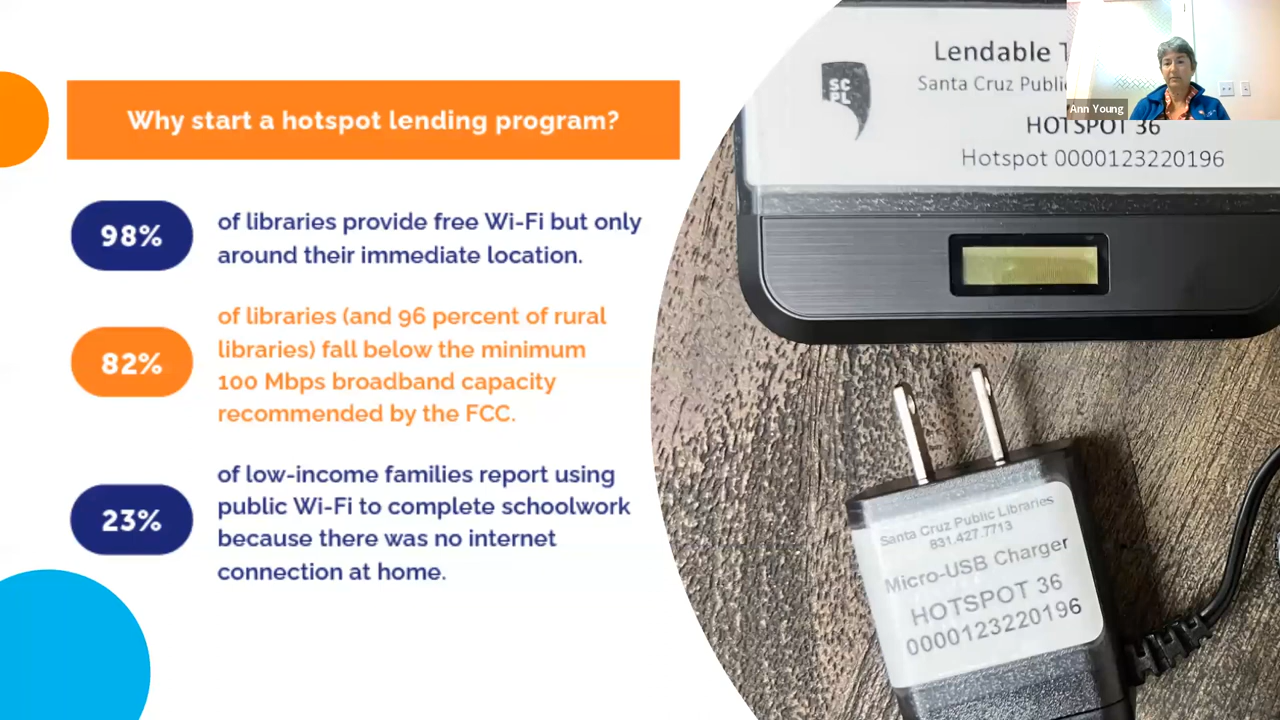 Why start a hotspot lending program?
98%
of libraries provide free Wi-Fi but only
around their immediate location.
82%
of libraries (and 96 percent of rural
libraries) fall below the minimum
100 Mbps broadband capacity
recommended by the FCC.
23%
of low-income families report using
public Wi-Fi to complete schoolwork
because there was no internet
connection at home.
SC
PL
Lendable
Santa Cruz
HOTSPOT 36
Hotspot 0000123220196
Ann Young
Santa Cruz Public Libraries
831.427.7713
Micro-USB Charger
HOTSPOT 36
0000123220196